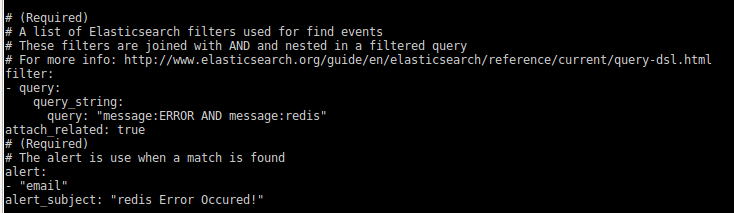 # (Required)
# A list of Elasticsearch filters used for find events
# These filters are joined with AND and nested in a filtered query
# For more info: http://www.elasticsearch.org/guide/en/elasticsearch/reference/current/query-dsl.html
filter:
- query:
    query_string:
      query: "message:ERROR AND message:redis"
attach_related: true
# (Required)
# The alert is use when a match is found
alert:
- "email"
alert_subject: "redis Error Occured!"